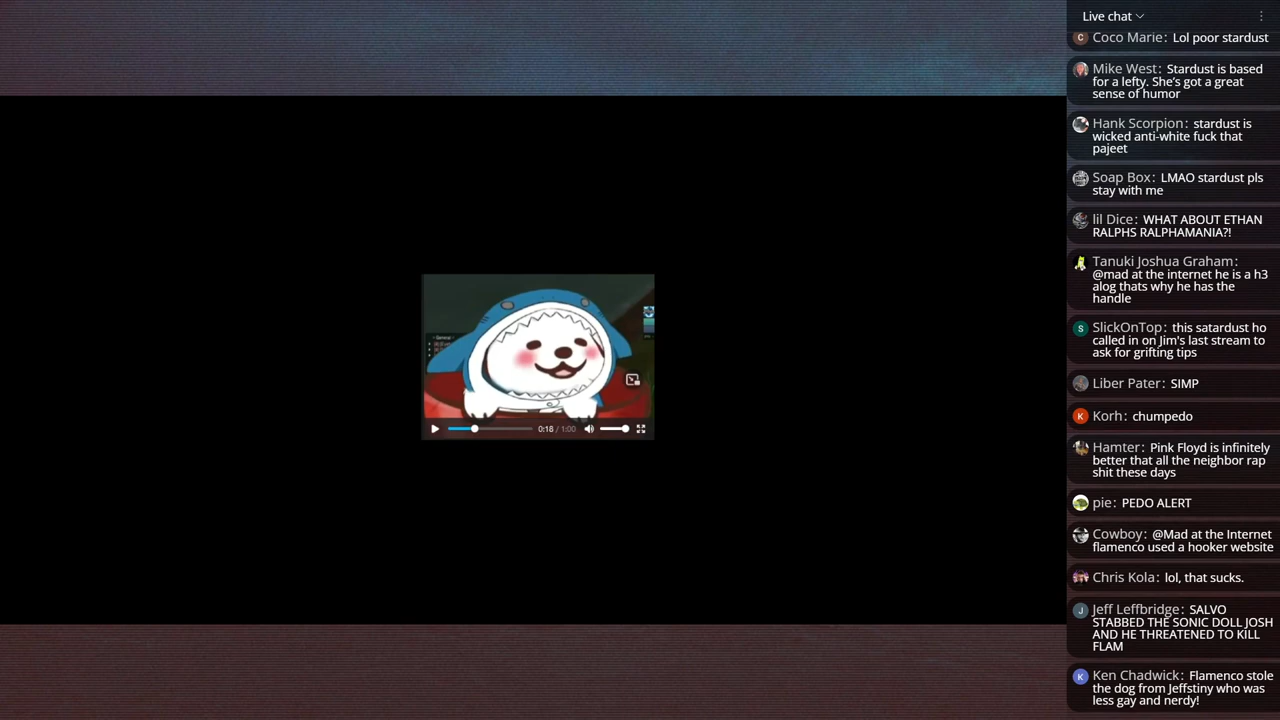 Live chat
Coco Marie: Lol poor stardust
Mike West: Stardust is based
for a lefty. She's got a great
sense of humor
Hank Scorpion: stardust is
wicked anti-white fuck that
pajeet
Soap Box: LMAO stardust pls
stay with me
lil Dice: WHAT ABOUT ETHAN
RALPHS RALPHAMANIA?!
Tanuki Joshua Graham:
@mad at the internet he is a h3
alog thats why he has the
handle
SlickOnTop: this satardust ho
called in on Jim's last stream to
ask for grifting tips
Liber Pater: SIMP
Korh: chumpedo
0:18 / 1:00
Hamter: Pink Floyd is infinitely
better that all the neighbor rap
shit these days
pie: PEDO ALERT
Cowboy: @Mad at the Internet
flamenco used a hooker website
Chris Kola: lol, that sucks.
Jeff Leffbridge: SALVO
STABBED THE SONIC DOLL JOSH
AND HE THREATENED TO KILL
FLAM
Ken Chadwick: Flamenco stole
the dog from Jeffstiny who was
less gay and nerdy!